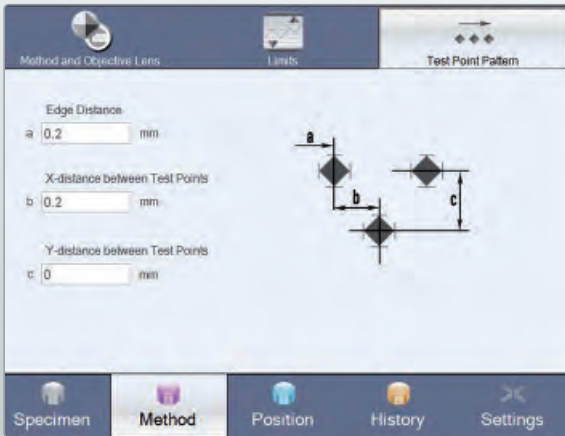 Method and Objective Lens
Limits
Test Point Pattern
Edge Distance
a 0.2 mm
X-distance between Test Points
b 0.2 mm
Y-distance between Test Points
c 0 mm
a
b
c
Specimen
Method
Position
History
Settings